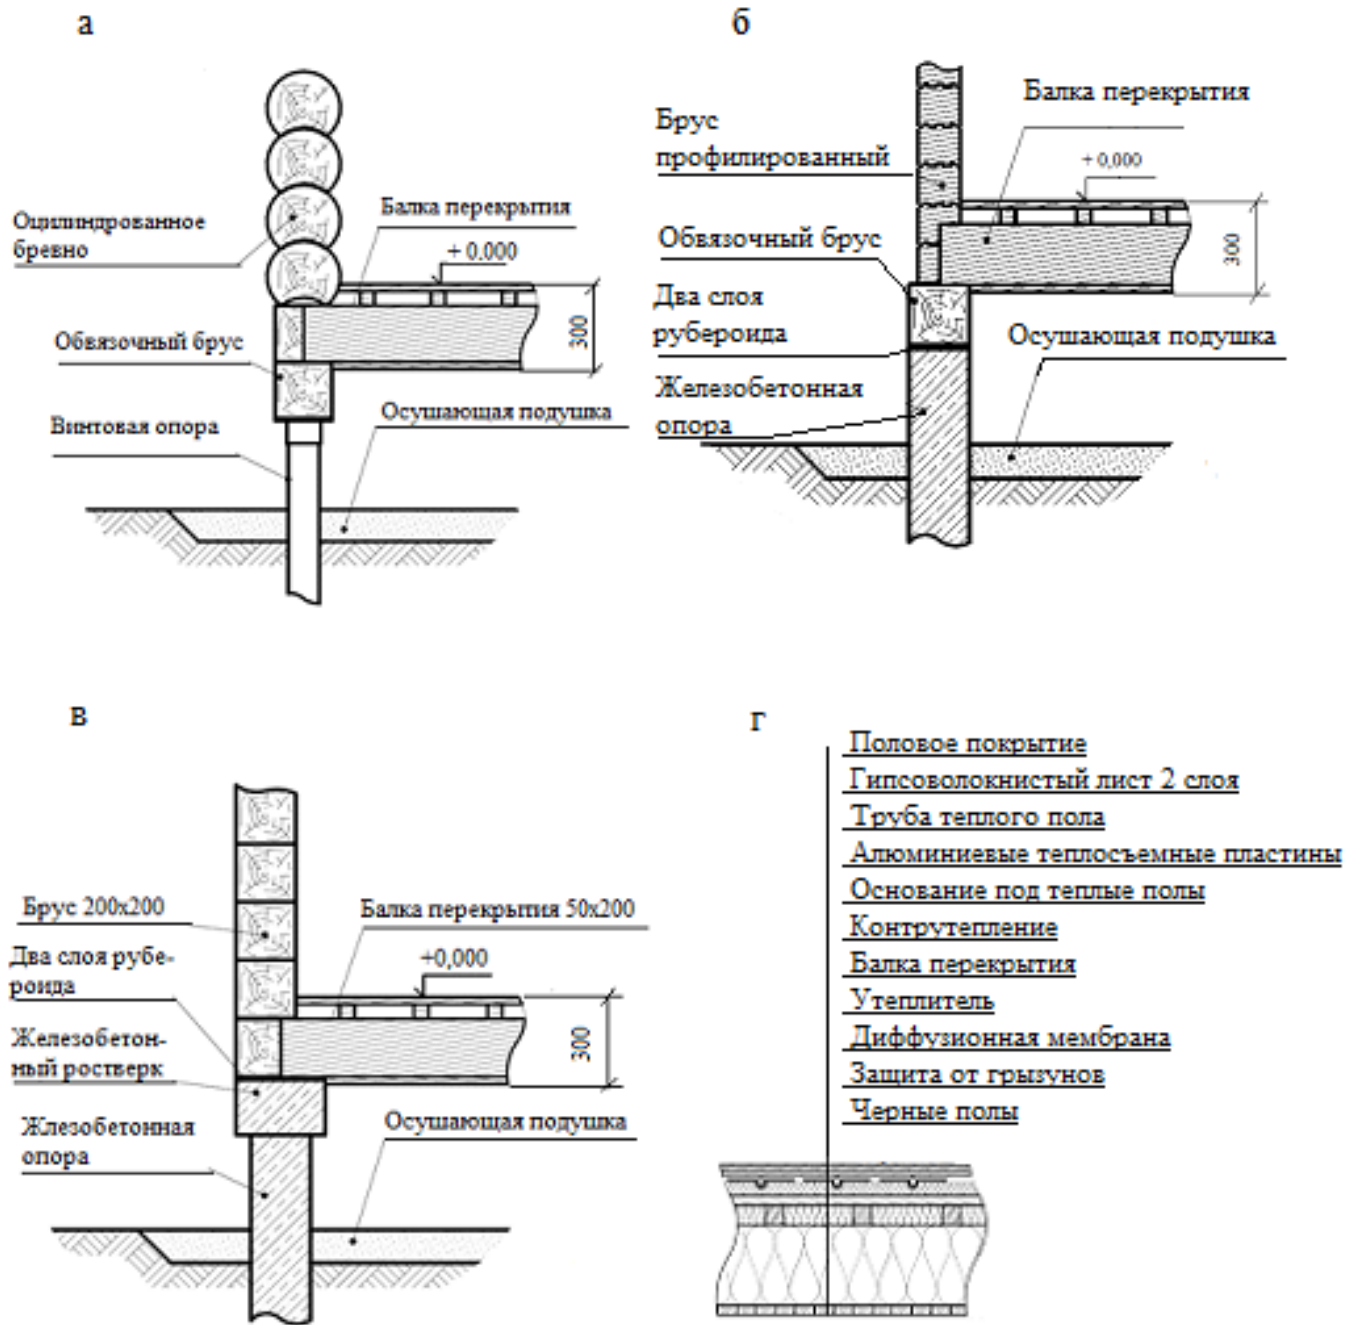 а
Оцилиндрованное
бревно
Балка перекрытия
+ 0.000
300
Обвязочный брус
Винтовая опора
Осушающая подушка
б
Брус
профилированный
Балка перекрытия
+ 0,000
Обвязочный брус
300
Два слоя
рубероида
Осушающая подушка
Железобетонная
опора
в
Брус 200х200
Балка перекрытия 50х200
Два слоя рубе-
роида
+0,000
Железобетон-
ный ростверк
300
Жлезобетонная
опора
Осушающая подушка
г
Половое покрытие
Гипсоволокнистый лист 2 слоя
Труба теплого пола
Алюминиевые теплосъемные пластины
Основание под теплые полы
Контрутепление
Балка перекрытия
Утеплитель
Диффузионная мембрана
Защита от грызунов
Черные полы